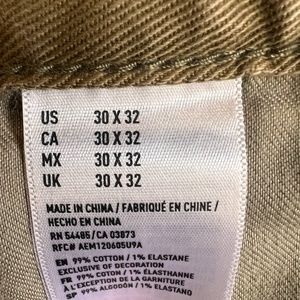 US 30 X 32
CA 30 X 32
MX 30 X 32
UK 30 X 32
MADE IN CHINA / FABRIQUÉ EN CHINE /
HECHO EN CHINA
RN 54485/CA 03873
RFC# AEM120605U9A
EN 99% COTTON / 1% ELASTANE
EXCLUSIVE OF DECORATION
FR 99% COTON / 1% ÉLASTHANNE
À L'EXCEPTION DE LA GARNITURE
SP 99% ALGODÓN / 1% ELASTANO